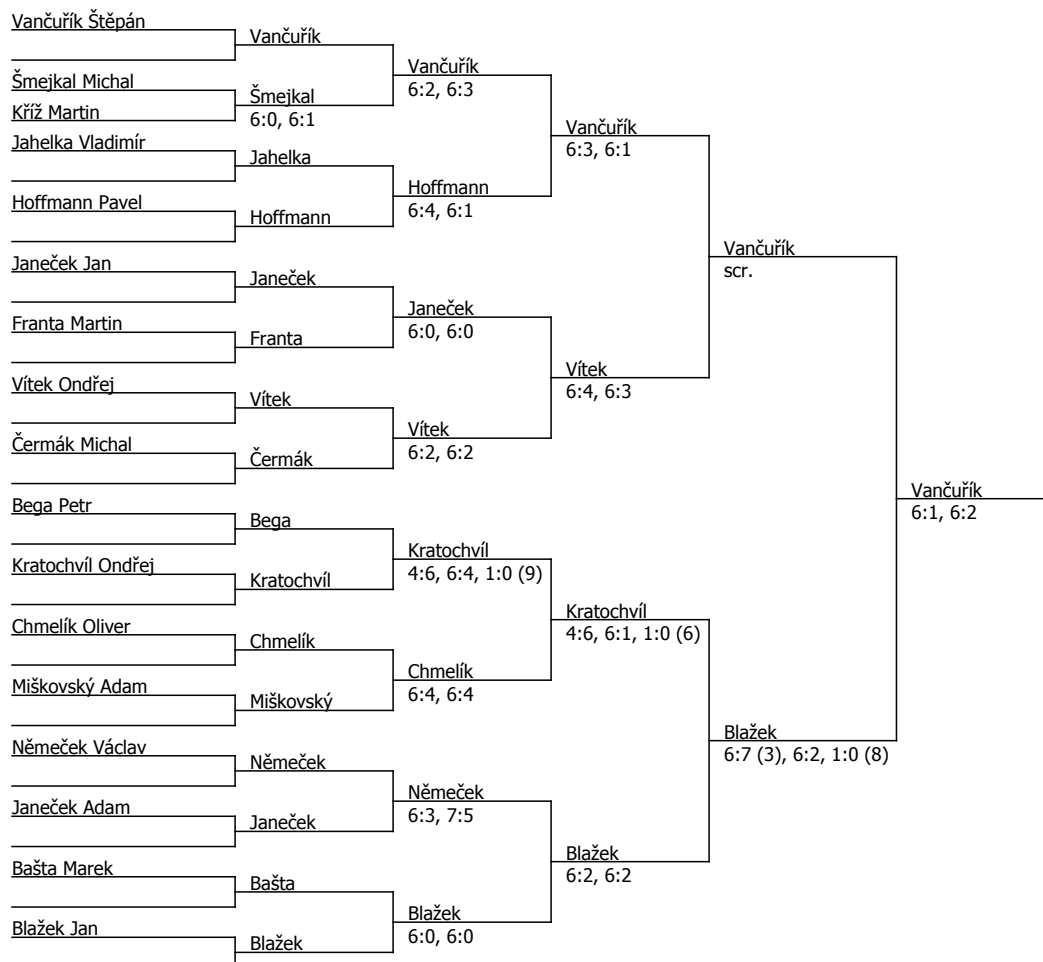 Vančuřík Štěpán
Šmejkal Michal
Kříž Martin
Jahelka Vladimír
Hoffmann Pavel
Janeček Jan
Franta Martin
Vítek Ondřej
Čermák Michal
Bega Petr
Kratochvíl Ondřej
Chmelík Oliver
Miškovský Adam
Němeček Václav
Janeček Adam
Bašta Marek
Blažek Jan
Vančuřík
Šmejkal
6:0, 6:1
Jahelka
Hoffmann
Janeček
Franta
Vítek
Čermák
Bega
Kratochvíl
Chmelík
Miškovský
Němeček
Janeček
Bašta
Blažek
Vančuřík
6:2, 6:3
Hoffmann
6:4, 6:1
Janeček
6:0, 6:0
Vítek
6:2, 6:2
Kratochvíl
4:6, 6:4, 1:0 (9)
Chmelík
6:4, 6:4
Němeček
6:3, 7:5
Blažek
6:0, 6:0
Vančuřík
6:3, 6:1
Vítek
6:4, 6:3
Kratochvíl
4:6, 6:1, 1:0 (6)
Blažek
6:2, 6:2
Vančuřík
scr.
Blažek
6:7 (3), 6:2, 1:0 (8)
Vančuřík
6:1, 6:2